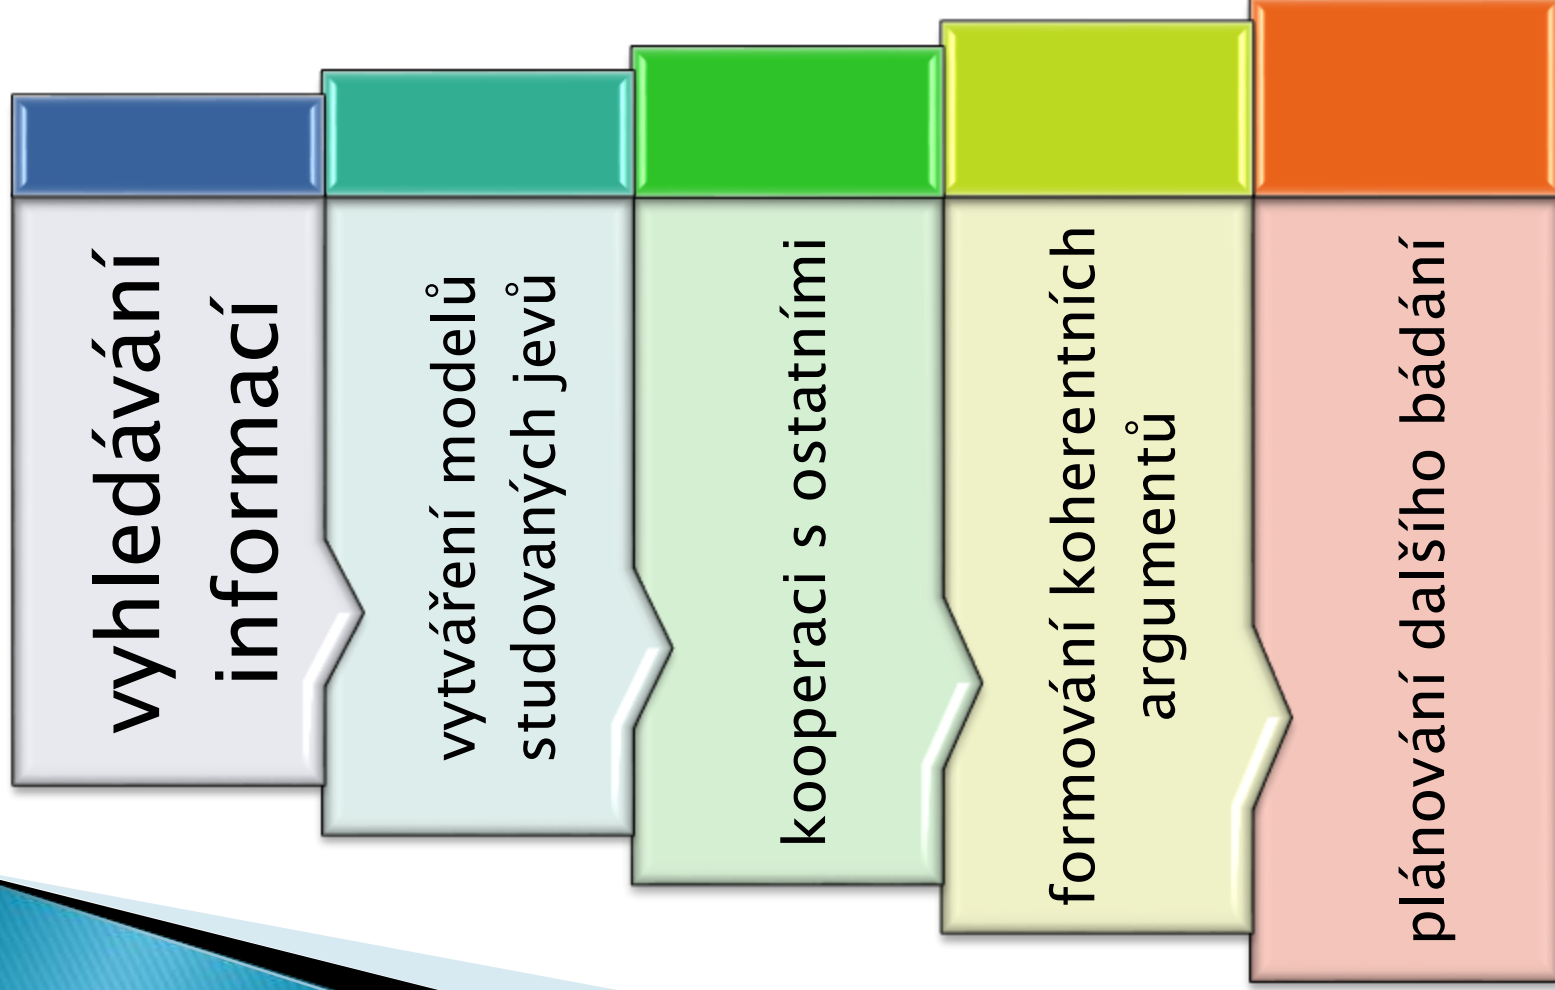 vyhledávání
informací
vytváření modelů
studovaných jevů
kooperaci s ostatními
formování koherentních
argumentů
plánování dalšího bádání